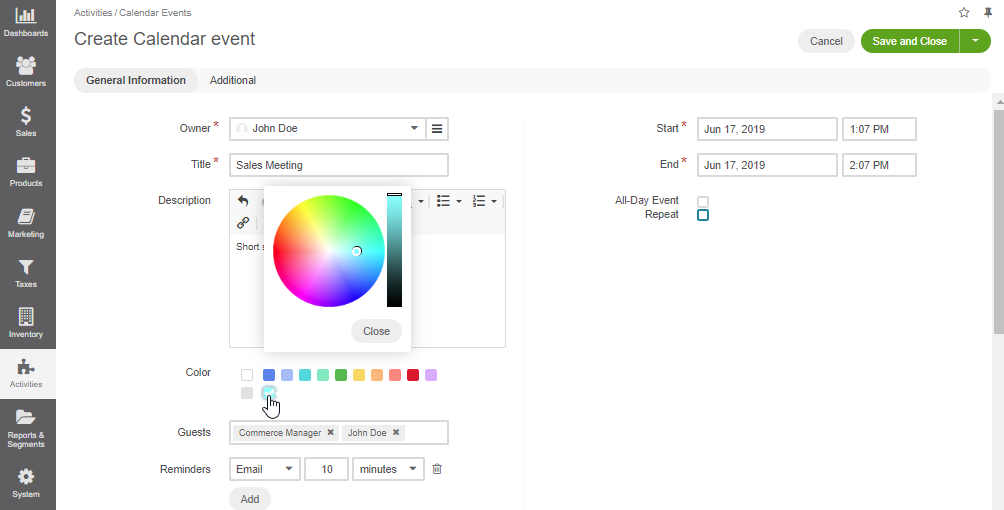 Dashboards
Customers
Sales
Products
Marketing
Taxes
Inventory
Activities
Reports &
Segments
System
Activities / Calendar Events
Create Calendar event
Cancel
Save and Close
General Information
Additional
Owner *
John Doe
Title *
Sales Meeting
Description
Short
Close
Color
Guests
Commerce Manager ✖
John Doe ✖
Reminders
Email
10
minutes
Add
Start *
Jun 17, 2019
1:07 PM
End *
Jun 17, 2019
2:07 PM
All-Day Event
Repeat